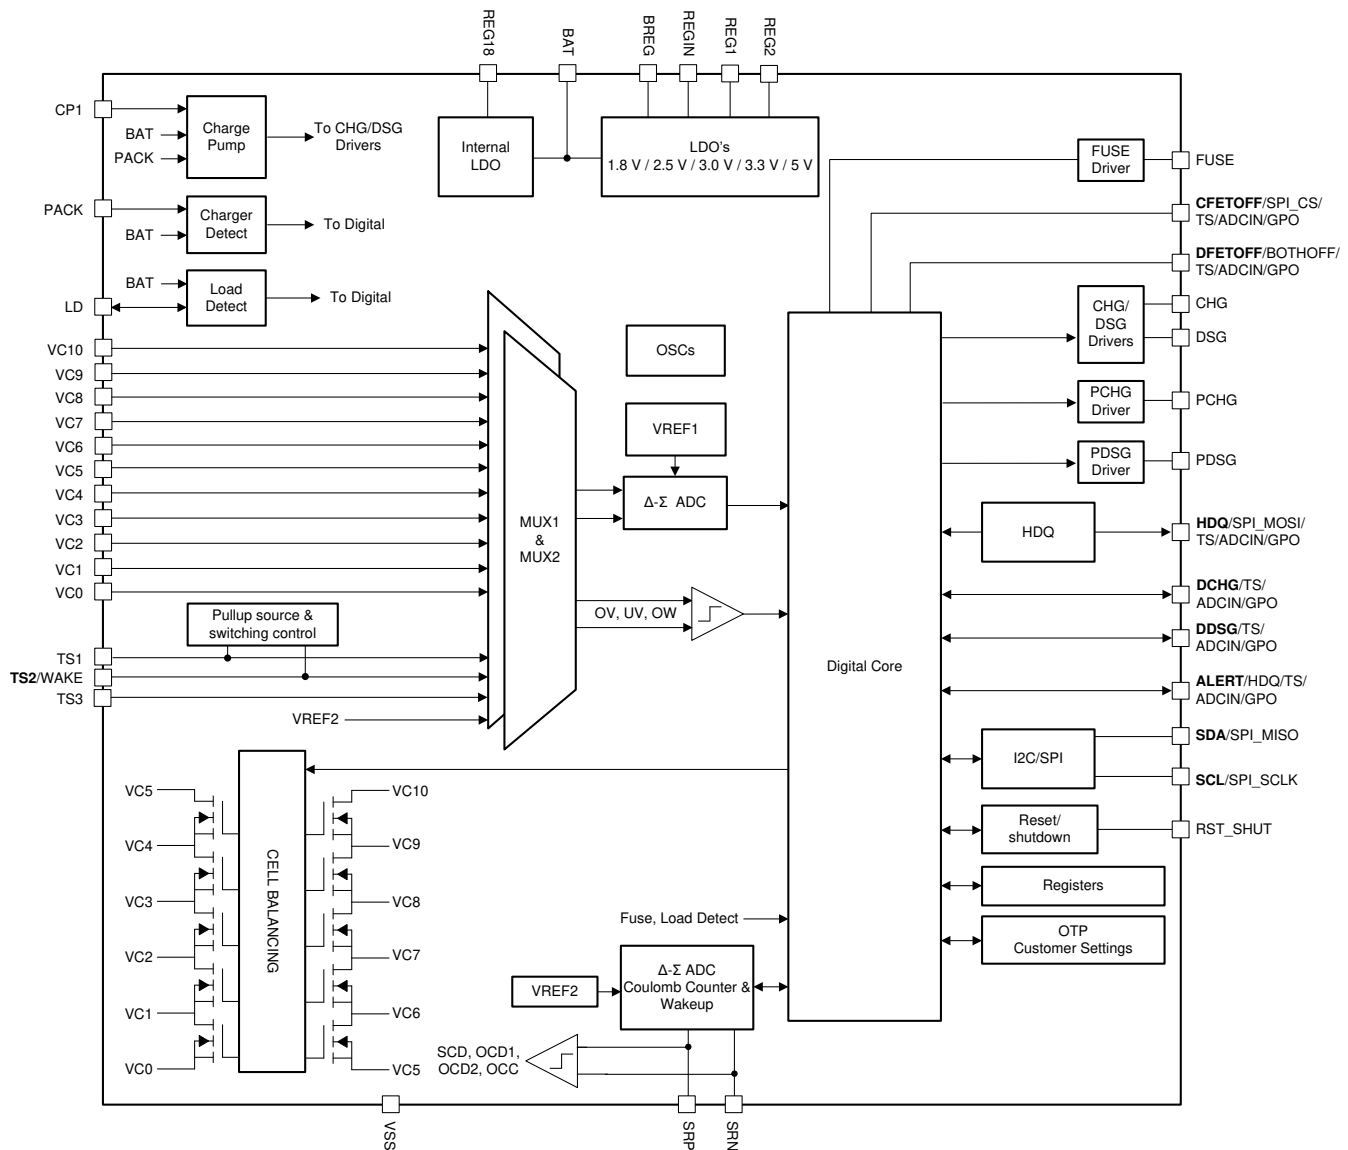 REG18
BAT
BREG
REGIN
REG1
REG2
CP1
BAT
PACK
Charge
Pump
To CHG/DSG
Drivers
Internal
LDO
LDO's
1.8 V / 2.5 V / 3.0 V / 3.3 V / 5 V
FUSE
Driver
FUSE
PACK
BAT
Charger
Detect
To Digital
CFETOFF/SPI_CS/
TS/ADCIN/GPO
DFETOFF/BOTHOFF/
TS/ADCIN/GPO
BAT
LD
Load
Detect
To Digital
CHG/
DSG
Drivers
CHG
DSG
VC10
VC9
VC8
VC7
VC6
VC5
VC4
VC3
VC2
VC1
VC0
OSCs
VREF1
Δ-Σ ADC
MUX1
&
MUX2
OV, UV, OW
PCHG
Driver
PCHG
PDSG
Driver
PDSG
HDQ
HDQ/SPI_MOSI/
TS/ADCIN/GPO
DCHG/TS/
ADCIN/GPO
DDSG/TS/
ADCIN/GPO
Pullup source &
switching control
TS1
TS2/WAKE
TS3
VREF2
Digital Core
ALERT/HDQ/TS/
ADCIN/GPO
I2C/SPI
SDA/SPI_MISO
SCL/SPI_SCLK
Reset/
shutdown
RST_SHUT
Registers
OTP
Customer Settings
VC5
VC4
VC3
VC2
VC1
VC0
CELL BALANCING
VC10
VC9
VC8
VC7
VC6
VC5
Fuse, Load Detect
VREF2
Δ-Σ ADC
Coulomb Counter &
Wakeup
SCD, OCD1,
OCD2, OCC
VSS
SRP
SRN